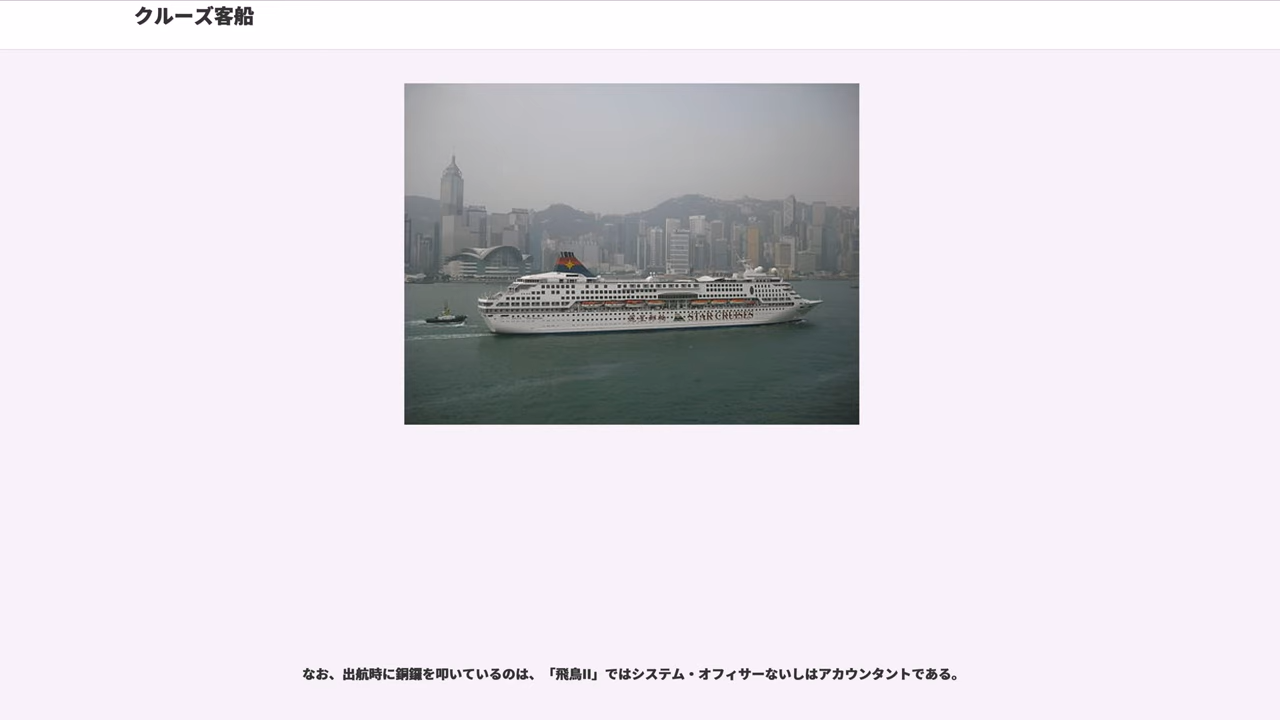 クルーズ客船
STAR CRUISES
なお、出航時に銅鑼を叩いているのは、「飛鳥II」ではシステム・オフィサーないしはアカウンタントである。